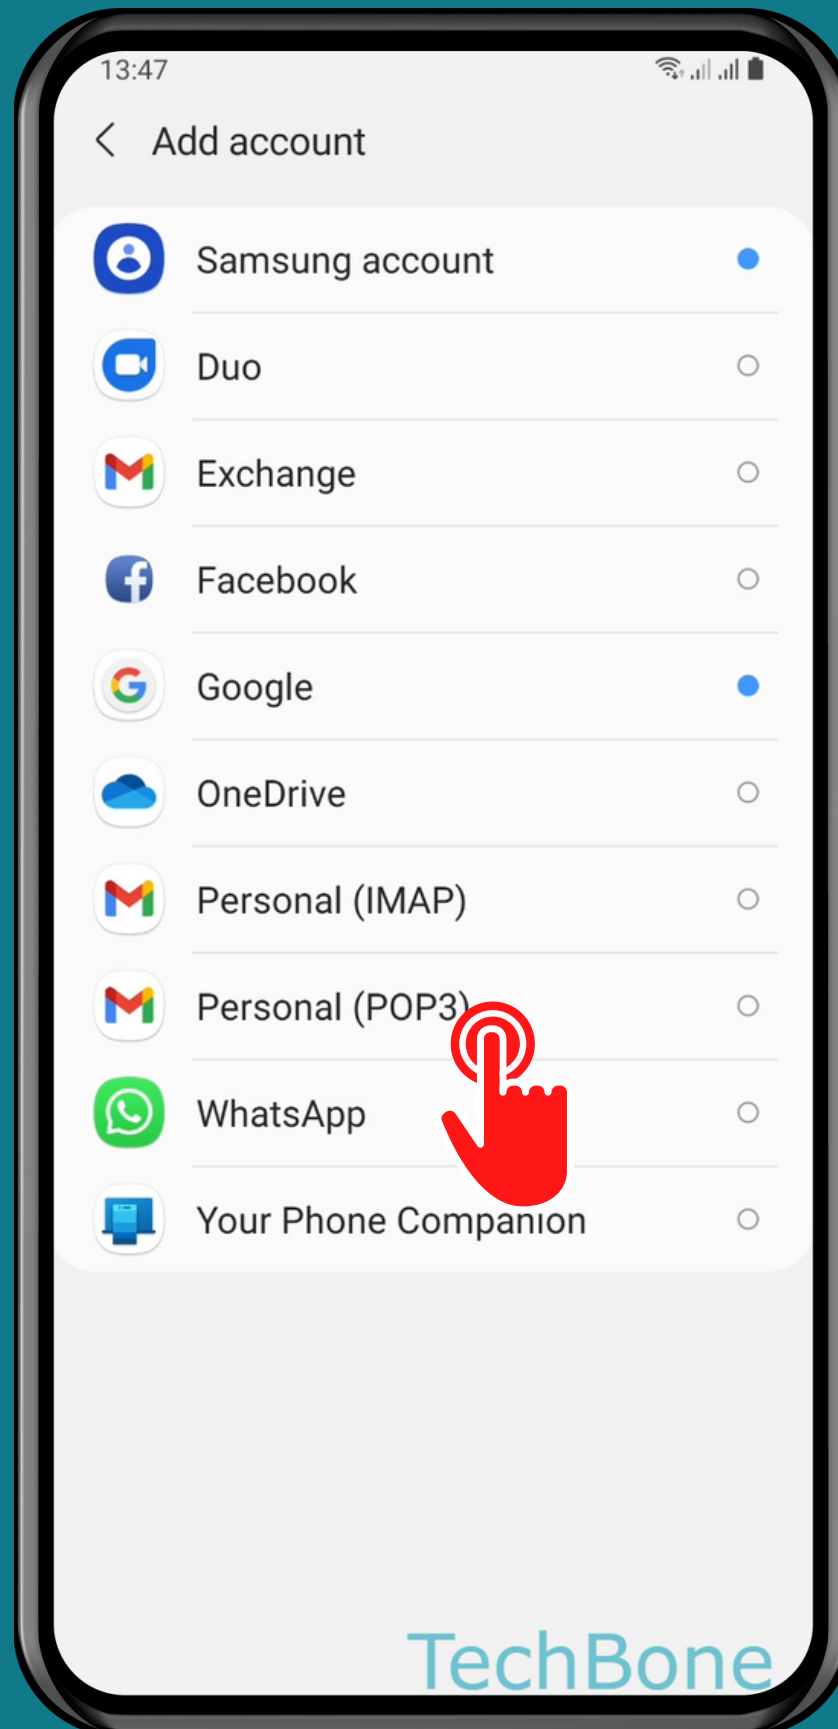 13:47
Add account
Samsung account
Duo
Exchange
Facebook
Google
OneDrive
Personal (IMAP)
Personal (POP3)
WhatsApp
Your Phone Companion
TechBone